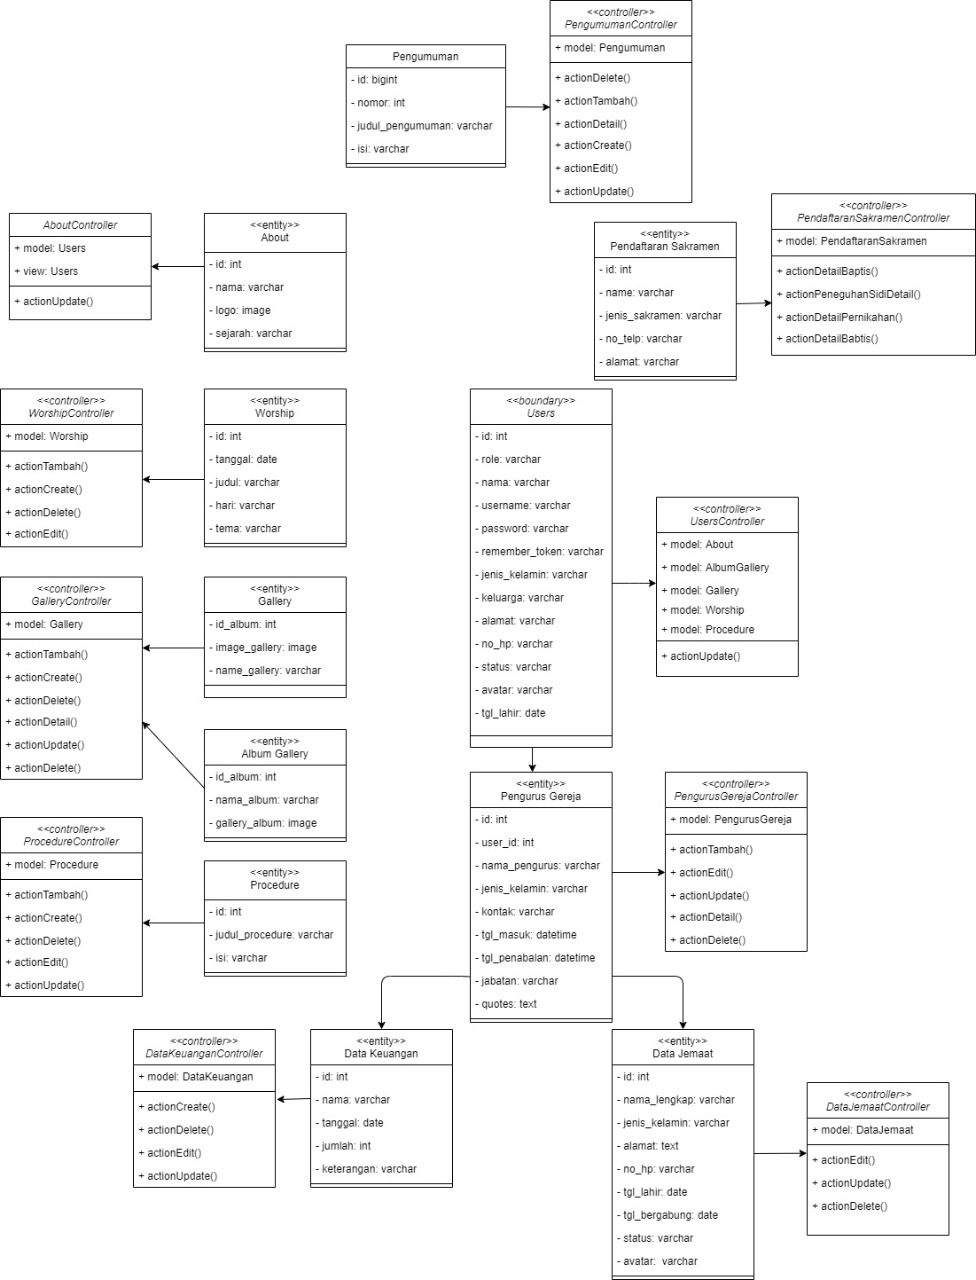 <<controller>>
PengumumanController
+ model: Pengumuman
+ actionDelete()
+ actionTambah()
+ actionDetail()
+ actionCreate()
+ actionEdit()
+ actionUpdate()
Pengumuman
- id: bigint
- nomor: int
- judul_pengumuman: varchar
- isi: varchar
AboutController
+ model: Users
+ view: Users
+ actionUpdate()
<<entity>>
About
- id: int
- nama: varchar
- logo: image
- sejarah: varchar
<<entity>>
Pendaftaran Sakramen
- id: int
- name: varchar
- jenis_sakramen: varchar
- no_telp: varchar
- alamat: varchar
<<controller>>
PendaftaranSakramenController
+ model: PendaftaranSakramen
+ actionDetailBaptis()
+ actionPeneguhanSidiDetail()
+ actionDetailPernikahan()
+ actionDetailBabtis()
<<controller>>
WorshipController
+ model: Worship
+ actionTambah()
+ actionCreate()
+ actionDelete()
+ actionEdit()
<<entity>>
Worship
- id: int
- tanggal: date
- judul: varchar
- hari: varchar
- tema: varchar
<<boundary>>
Users
- id: int
- role: varchar
- nama: varchar
- username: varchar
- password: varchar
- remember_token: varchar
- jenis_kelamin: varchar
- keluarga: varchar
- alamat: varchar
- no_hp: varchar
- status: varchar
- avatar: varchar
- tgl_lahir: date
<<controller>>
UsersController
+ model: About
+ model: AlbumGallery
+ model: Gallery
+ model: Worship
+ model: Procedure
+ actionUpdate()
<<controller>>
GalleryController
+ model: Gallery
+ actionTambah()
+ actionCreate()
+ actionDelete()
+ actionDetail()
+ actionUpdate()
+ actionDelete()
<<entity>>
Gallery
- id_album: int
- image_gallery: image
- name_gallery: varchar
<<entity>>
Album Gallery
- id_album: int
- nama_album: varchar
- gallery_album: image
<<controller>>
ProcedureController
+ model: Procedure
+ actionTambah()
+ actionCreate()
+ actionDelete()
+ actionEdit()
+ actionUpdate()
<<entity>>
Procedure
- id: int
- judul_procedure: varchar
- isi: varchar
<<entity>>
Pengurus Gereja
- id: int
- user_id: int
- nama_pengurus: varchar
- jenis_kelamin: varchar
- kontak: varchar
- tgl_masuk: datetime
- tgl_penabalan: datetime
- jabatan: varchar
- quotes: text
<<controller>>
PengurusGerejaController
+ model: PengurusGereja
+ actionTambah()
+ actionEdit()
+ actionUpdate()
+ actionDetail()
+ actionDelete()
<<controller>>
DataKeuanganController
+ model: DataKeuangan
+ actionCreate()
+ actionDelete()
+ actionEdit()
+ actionUpdate()
<<entity>>
Data Keuangan
- id: int
- nama: varchar
- tanggal: date
- jumlah: int
- keterangan: varchar
<<entity>>
Data Jemaat
- id: int
- nama_lengkap: varchar
- jenis_kelamin: varchar
- alamat: text
- no_hp: varchar
- tgl_lahir: date
- tgl_bergabung: date
- status: varchar
- avatar: varchar
<<controller>>
DataJemaatController
+ model: DataJemaat
+ actionEdit()
+ actionUpdate()
+ actionDelete()